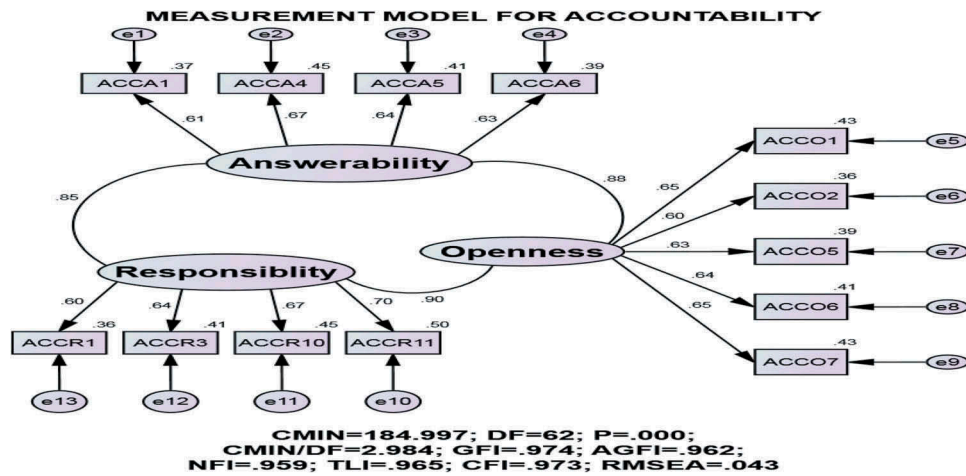 MEASUREMENT MODEL FOR ACCOUNTABILITY
e1 e2 e3 e4
.37 .45 .41 .39
ACCA1 ACCA4 ACCA5 ACCA6
.61 .67 .64 .63
Answerability
.43
ACCO1 e5
.85 .88 .65
.36
ACCO2 e6
.60
Openness
.39
.63 ACCO5 e7
Responsiblity
.90
.64 .41
ACCO6 e8
.65
.60 .64 .67 .70
.36 .41 .45 .50
ACCR1 ACCR3 ACCR10 ACCR11
.43
ACCO7 e9
e13 e12 e11 e10
CMIN=184.997; DF=62; P=.000;
CMIN/DF=2.984; GFI=.974; AGFI=.962;
NFI=.959; TLI=.965; CFI=.973; RMSEA=.043